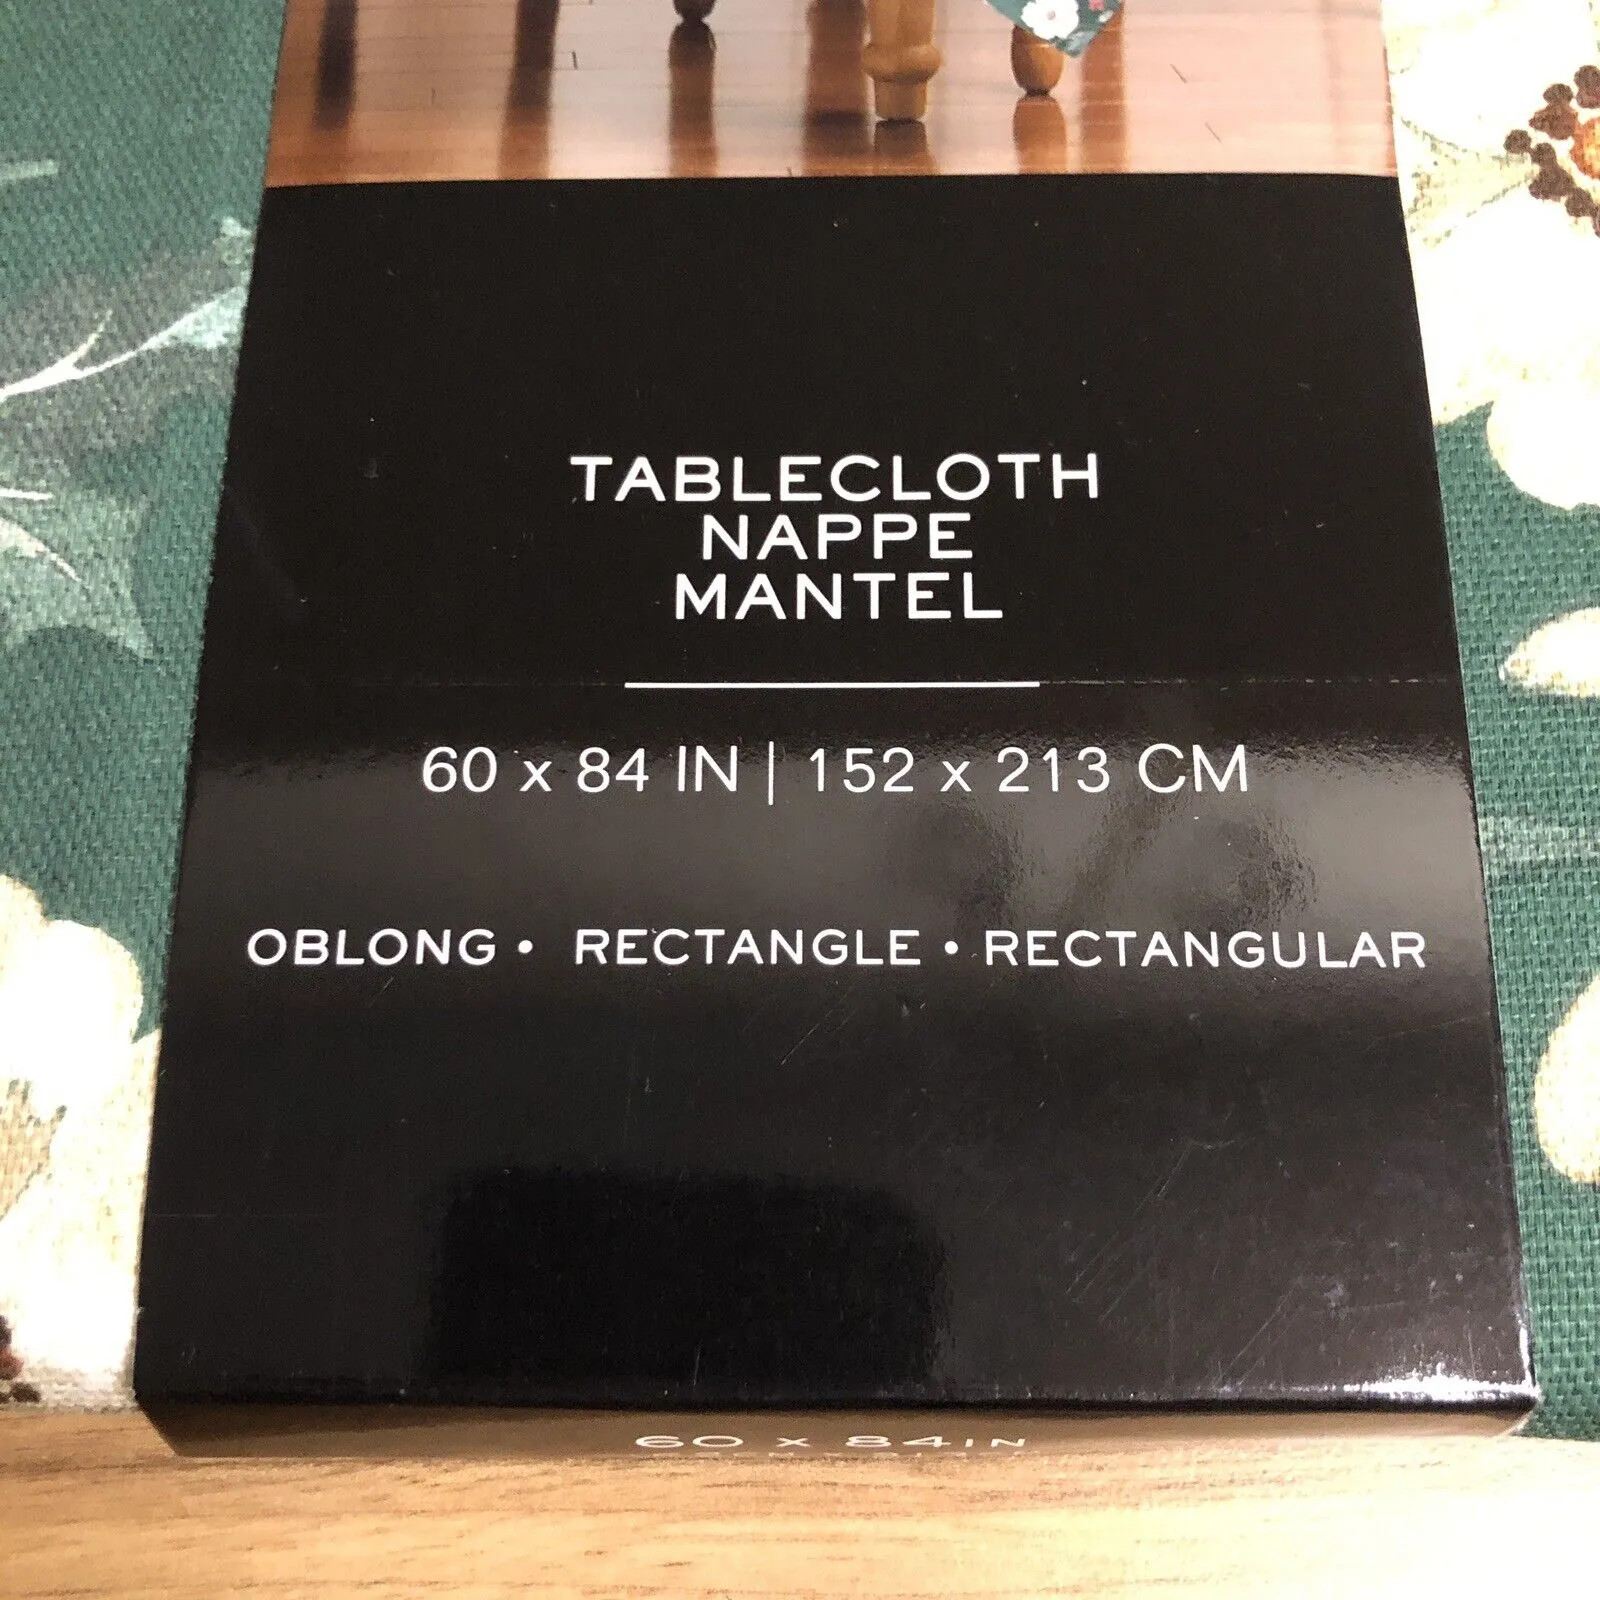 TABLECLOTH
NAPPE
MANTEL
60 x 84 IN | 152 x 213 CM
OBLONG • RECTANGLE • RECTANGULAR
60 x 84IN